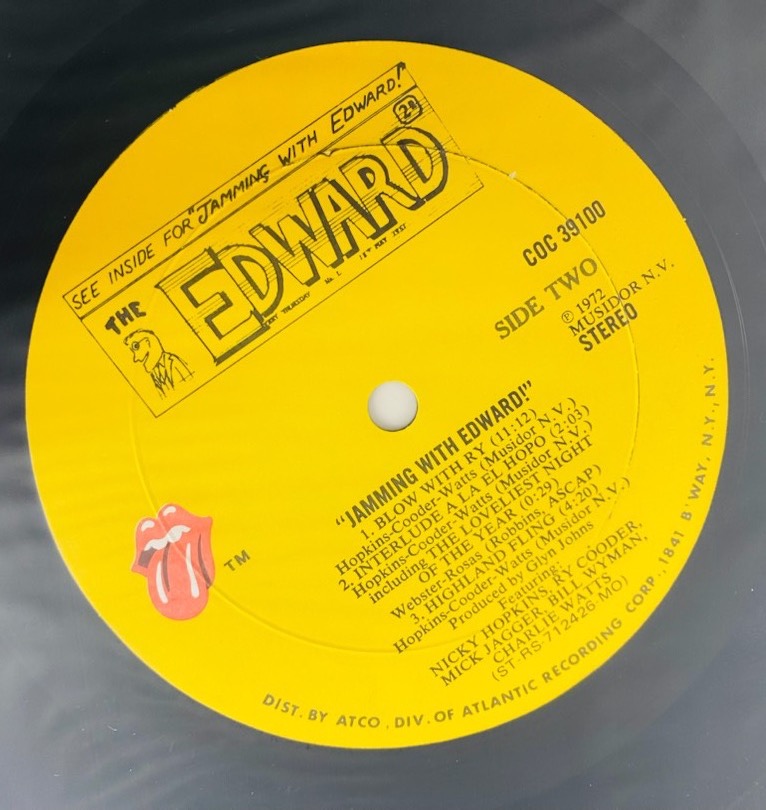 SEE INSIDE FOR "JAMMING WITH EDWARD!"
THE
EDWARD
2D
No 1.
COC 39100
SIDE TWO
℗ 1972
MUSIDOR N.V.
STEREO
"JAMMING WITH EDWARD!"
1. BLOW WITH RY (11:12)
Hopkins-Cooder-Watts (Musidor N.V.)
2. INTERLUDE A LA EL HOPO (2:03)
Hopkins-Cooder-Watts (Musidor N.V.)
including THE LOVELIEST NIGHT
OF THE YEAR (0:29)
Webster-Rosas (Robbins, ASCAP)
3. HIGHLAND FLING (4:20)
Hopkins-Cooder-Watts (Musidor N.V.)
Produced by Glyn Johns
Featuring:
NICKY HOPKINS, RY COODER,
MICK JAGGER, BILL WYMAN,
CHARLIE WATTS
(ST-RS-712426-MO)
TM
DIST. BY ATCO, DIV. OF ATLANTIC RECORDING CORP., 1841 B'WAY, N.Y., N.Y.